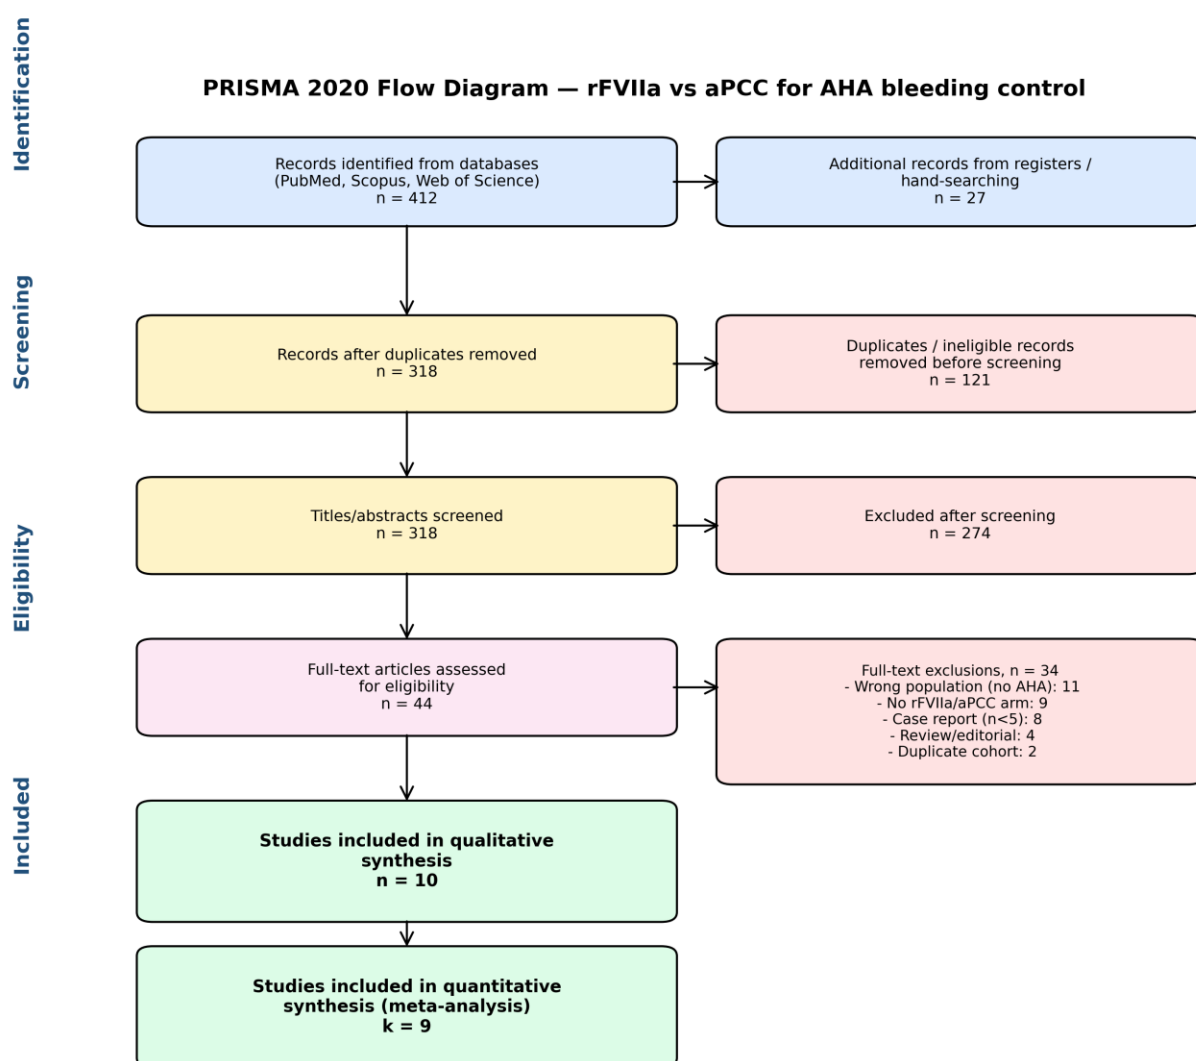 Identification
PRISMA 2020 Flow Diagram — rFVIIa vs aPCC for AHA bleeding control
Records identified from databases
(PubMed, Scopus, Web of Science)
n = 412
Additional records from registers /
hand-searching
n = 27
Screening
Records after duplicates removed
n = 318
Duplicates / ineligible records
removed before screening
n = 121
Titles/abstracts screened
n = 318
Excluded after screening
n = 274
Eligibility
Full-text articles assessed
for eligibility
n = 44
Full-text exclusions, n = 34
- Wrong population (no AHA): 11
- No rFVIIa/aPCC arm: 9
- Case report (n<5): 8
- Review/editorial: 4
- Duplicate cohort: 2
Included
Studies included in qualitative
synthesis
n = 10
Studies included in quantitative
synthesis (meta-analysis)
k = 9